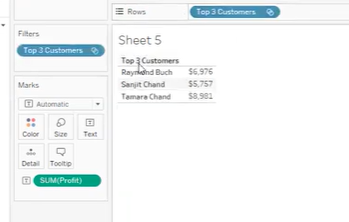 Rows Top 3 Customers
Filters
Top 3 Customers
Sheet 5
Top 3 Customers
Raymond Buch $6,976
Sanjit Chand $5,757
Tamara Chand $8,981
Marks
Automatic
Color Size Text
Detail Tooltip
SUM(Profit)